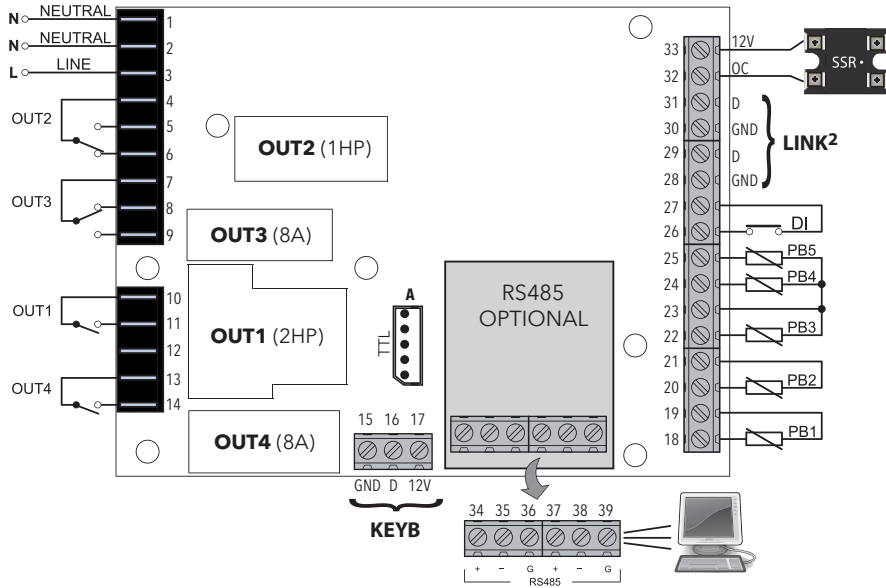 N NEUTRAL
N NEUTRAL
L LINE
1
2
3
4
5
6
7
8
9
OUT2
OUT3
10
11
12
13
14
OUT1
OUT4
OUT2 (1HP)
OUT3 (8A)
OUT1 (2HP)
OUT4 (8A)
A
TTL
RS485
OPTIONAL
15 16 17
GND D 12V
KEYB
33 12V
32 OC
31 D
30 GND
29 D
28 GND
LINK2
SSR
27
26 DI
25 PB5
24 PB4
23
22 PB3
21
20 PB2
19
18 PB1
34 35 36 37 38 39
+ − G + − G
RS485